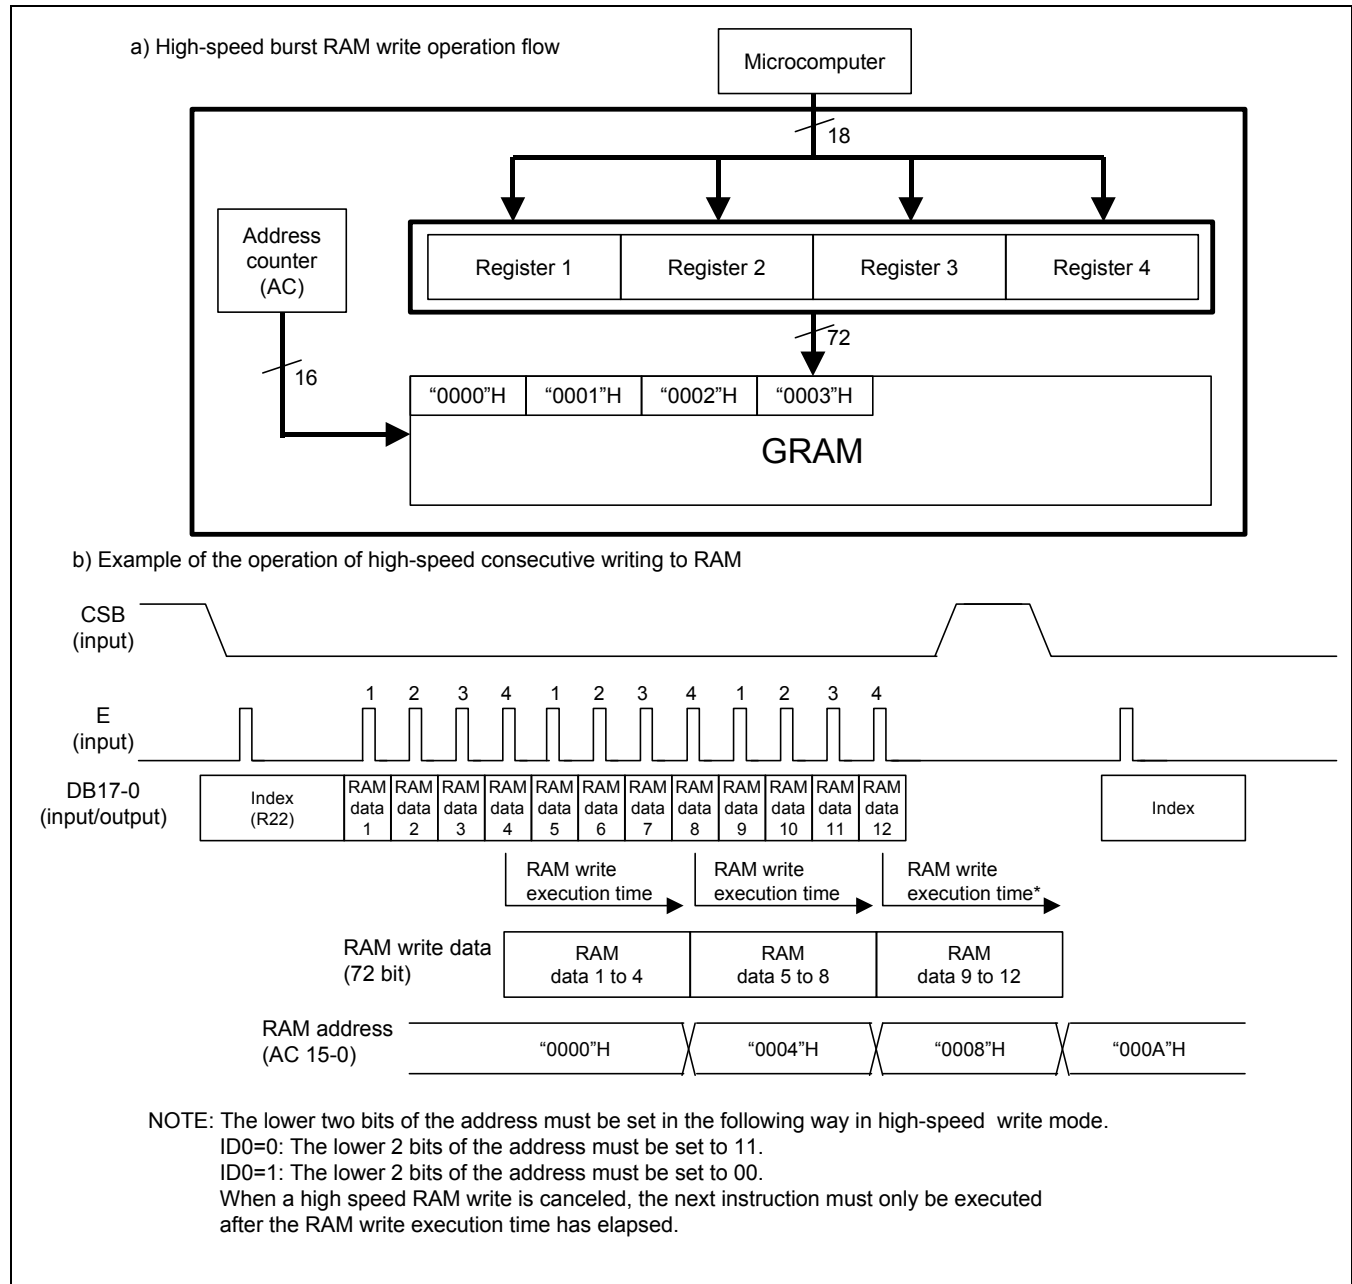 a) High-speed burst RAM write operation flow
Microcomputer
18
Address
counter
(AC)
Register 1
Register 2
Register 3
Register 4
72
16
“0000”H
“0001”H
“0002”H
“0003”H
GRAM
b) Example of the operation of high-speed consecutive writing to RAM
CSB
(input)
1 2 3 4 1 2 3 4 1 2 3 4
E
(input)
DB17-0
(input/output)
Index
(R22)
RAM
data
1
RAM
data
2
RAM
data
3
RAM
data
4
RAM
data
5
RAM
data
6
RAM
data
7
RAM
data
8
RAM
data
9
RAM
data
10
RAM
data
11
RAM
data
12
Index
RAM write
execution time
RAM write
execution time
RAM write
execution time*
RAM write data
(72 bit)
RAM
data 1 to 4
RAM
data 5 to 8
RAM
data 9 to 12
RAM address
(AC 15-0)
“0000”H
“0004”H
“0008”H
“000A”H
NOTE: The lower two bits of the address must be set in the following way in high-speed write mode.
ID0=0: The lower 2 bits of the address must be set to 11.
ID0=1: The lower 2 bits of the address must be set to 00.
When a high speed RAM write is canceled, the next instruction must only be executed
after the RAM write execution time has elapsed.